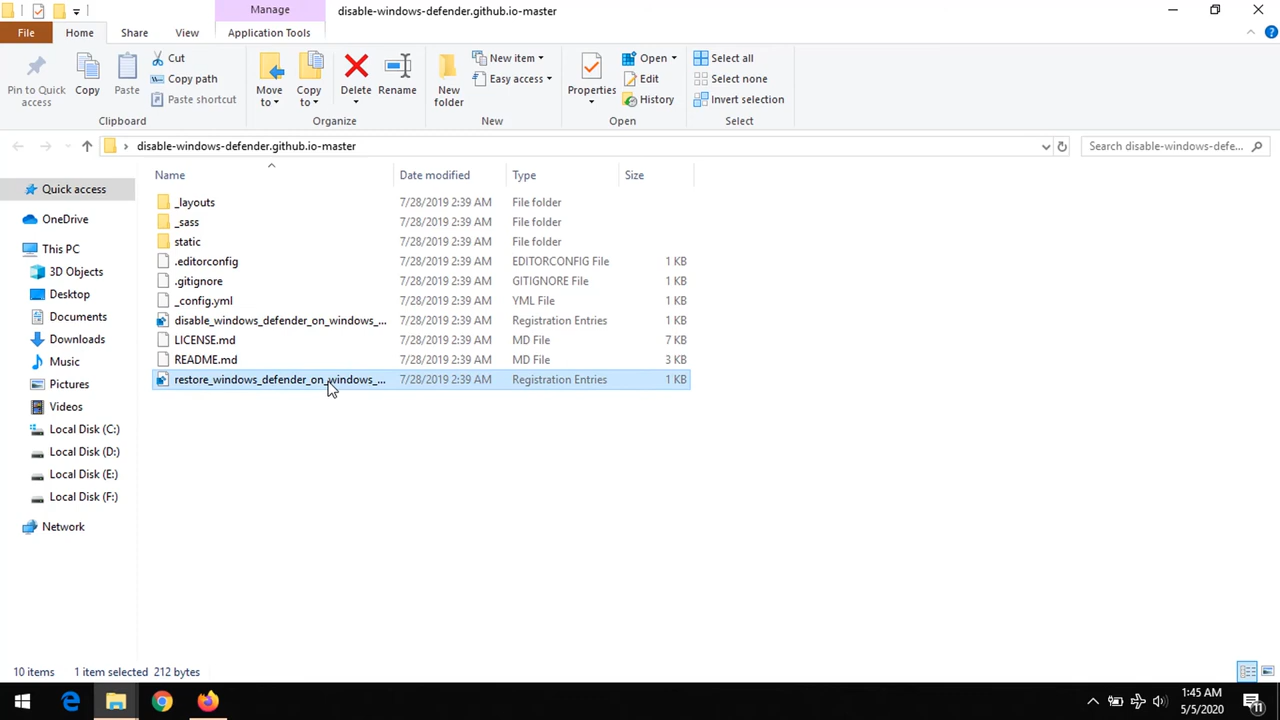 Manage
disable-windows-defender.github.io-master
File
Home
Share
View
Application Tools
Pin to Quick access
Copy
Paste
Cut
Copy path
Paste shortcut
Clipboard
Move to
Copy to
Delete
Rename
Organize
New folder
New item
Easy access
New
Properties
Open
Edit
History
Open
Select all
Select none
Invert selection
Select
disable-windows-defender.github.io-master
Search disable-windows-defe...
Name
Date modified
Type
Size
Quick access
OneDrive
This PC
3D Objects
Desktop
Documents
Downloads
Music
Pictures
Videos
Local Disk (C:)
Local Disk (D:)
Local Disk (E:)
Local Disk (F:)
Network
_layouts 7/28/2019 2:39 AM File folder
_sass 7/28/2019 2:39 AM File folder
static 7/28/2019 2:39 AM File folder
.editorconfig 7/28/2019 2:39 AM EDITORCONFIG File 1 KB
.gitignore 7/28/2019 2:39 AM GITIGNORE File 1 KB
_config.yml 7/28/2019 2:39 AM YML File 1 KB
disable_windows_defender_on_windows_... 7/28/2019 2:39 AM Registration Entries 1 KB
LICENSE.md 7/28/2019 2:39 AM MD File 7 KB
README.md 7/28/2019 2:39 AM MD File 3 KB
restore_windows_defender_on_windows_... 7/28/2019 2:39 AM Registration Entries 1 KB
10 items 1 item selected 212 bytes
1:45 AM
5/5/2020
11